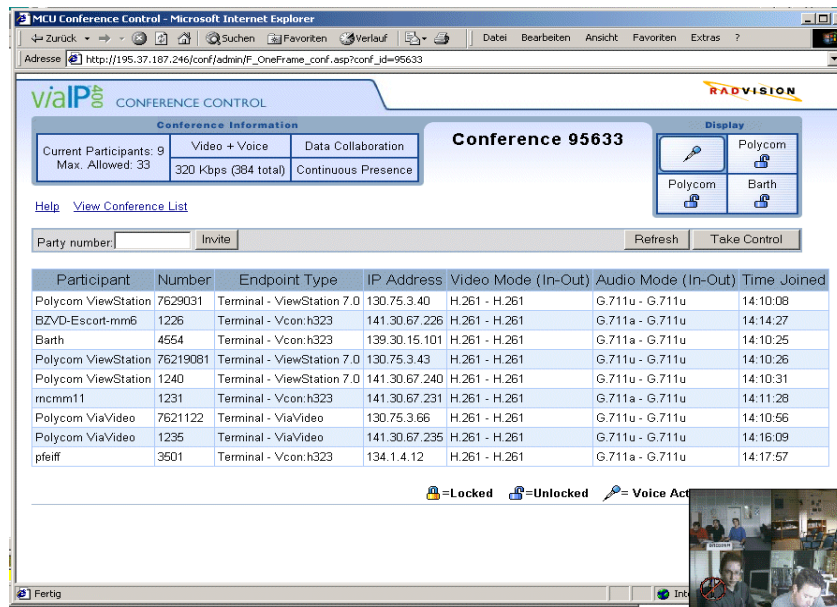 MCU Conference Control - Microsoft Internet Explorer
Zurück Suchen Favoriten Verlauf Datei Bearbeiten Ansicht Favoriten Extras ?
Adresse http://195.37.187.246/conf/admin/F_OneFrame_conf.asp?conf_id=95633
viaIP 400 CONFERENCE CONTROL
RADVISION
Conference Information
Current Participants: 9
Max. Allowed: 33
Video + Voice Data Collaboration
320 Kbps (384 total) Continuous Presence
Conference 95633
Display
Polycom
Polycom Barth
Help View Conference List
Party number: Invite Refresh Take Control
Participant Number Endpoint Type IP Address Video Mode (In-Out) Audio Mode (In-Out) Time Joined
Polycom ViewStation 7629031 Terminal - ViewStation 7.0 130.75.3.40 H.261 - H.261 G.711u - G.711u 14:10:08
BZVD-Escort-mm6 1226 Terminal - Vcon:h323 141.30.67.226 H.261 - H.261 G.711a - G.711u 14:14:27
Barth 4554 Terminal - Vcon:h323 139.30.15.101 H.261 - H.261 G.711u - G.711u 14:10:25
Polycom ViewStation 76219081 Terminal - ViewStation 7.0 130.75.3.43 H.261 - H.261 G.711u - G.711u 14:10:26
Polycom ViewStation 1240 Terminal - ViewStation 7.0 141.30.67.240 H.261 - H.261 G.711u - G.711u 14:10:31
rncmm11 1231 Terminal - Vcon:h323 141.30.67.231 H.261 - H.261 G.711a - G.711u 14:11:28
Polycom ViaVideo 7621122 Terminal - ViaVideo 130.75.3.66 H.261 - H.261 G.711u - G.711u 14:10:56
Polycom ViaVideo 1235 Terminal - ViaVideo 141.30.67.235 H.261 - H.261 G.711u - G.711u 14:16:09
pfeiff 3501 Terminal - Vcon:h323 134.1.4.12 H.261 - H.261 G.711a - G.711u 14:17:57
=Locked =Unlocked = Voice Act
Fertig Inte